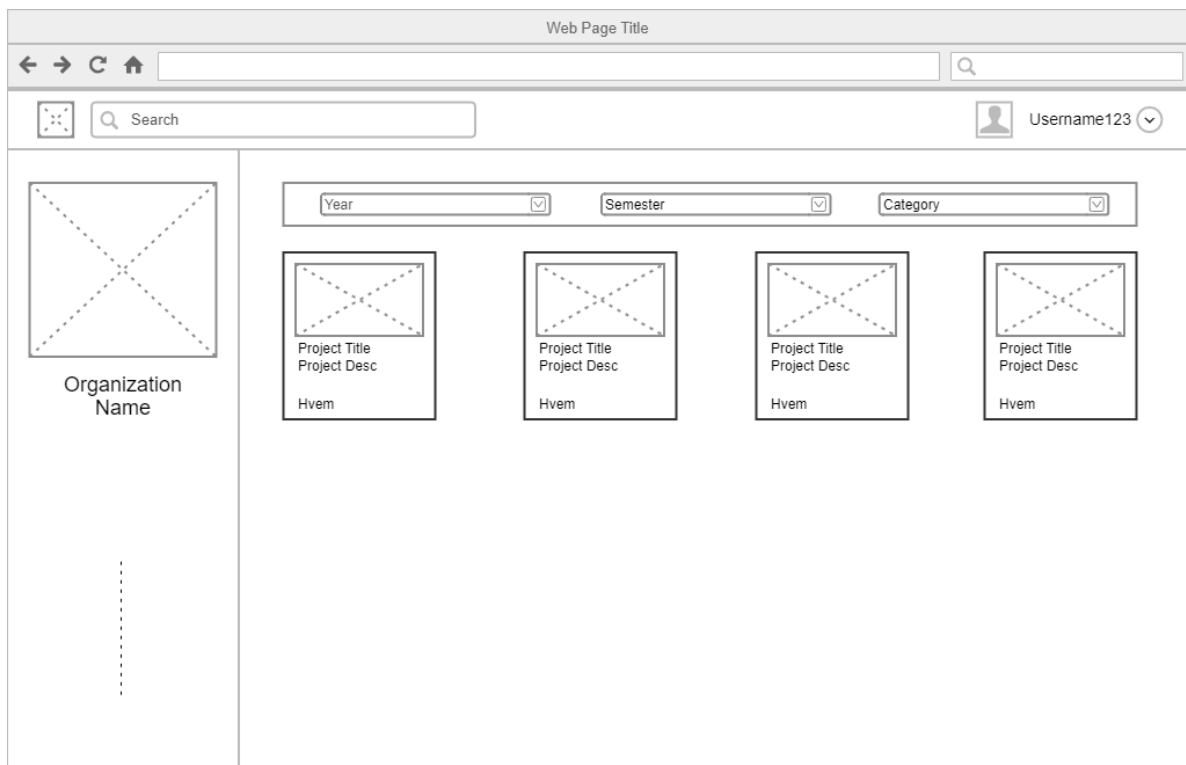 Web Page Title
Search
Username123
Organization
Name
Year
Semester
Category
Project Title
Project Desc
Hvem
Project Title
Project Desc
Hvem
Project Title
Project Desc
Hvem
Project Title
Project Desc
Hvem